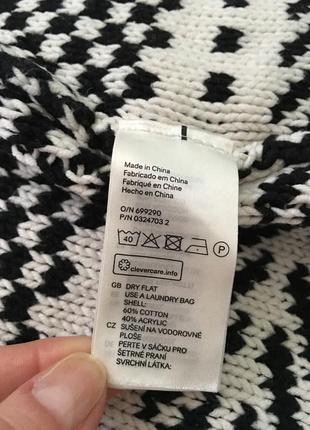 Made in China
Fabricado en China
Fabriqué en Chine
Hecho en China
O/N 699290
P/N 0324703 2
40 P
clevercare.info
GB DRY FLAT
USE A LAUNDRY BAG
SHELL:
60% COTTON
40% ACRYLIC
CZ SUŠENÍ NA VODOROVNÉ
PLOŠE
PERTE V SÁČKU PRO
ŠETRNÉ PRANÍ
SVRCHNÍ LÁTKA: